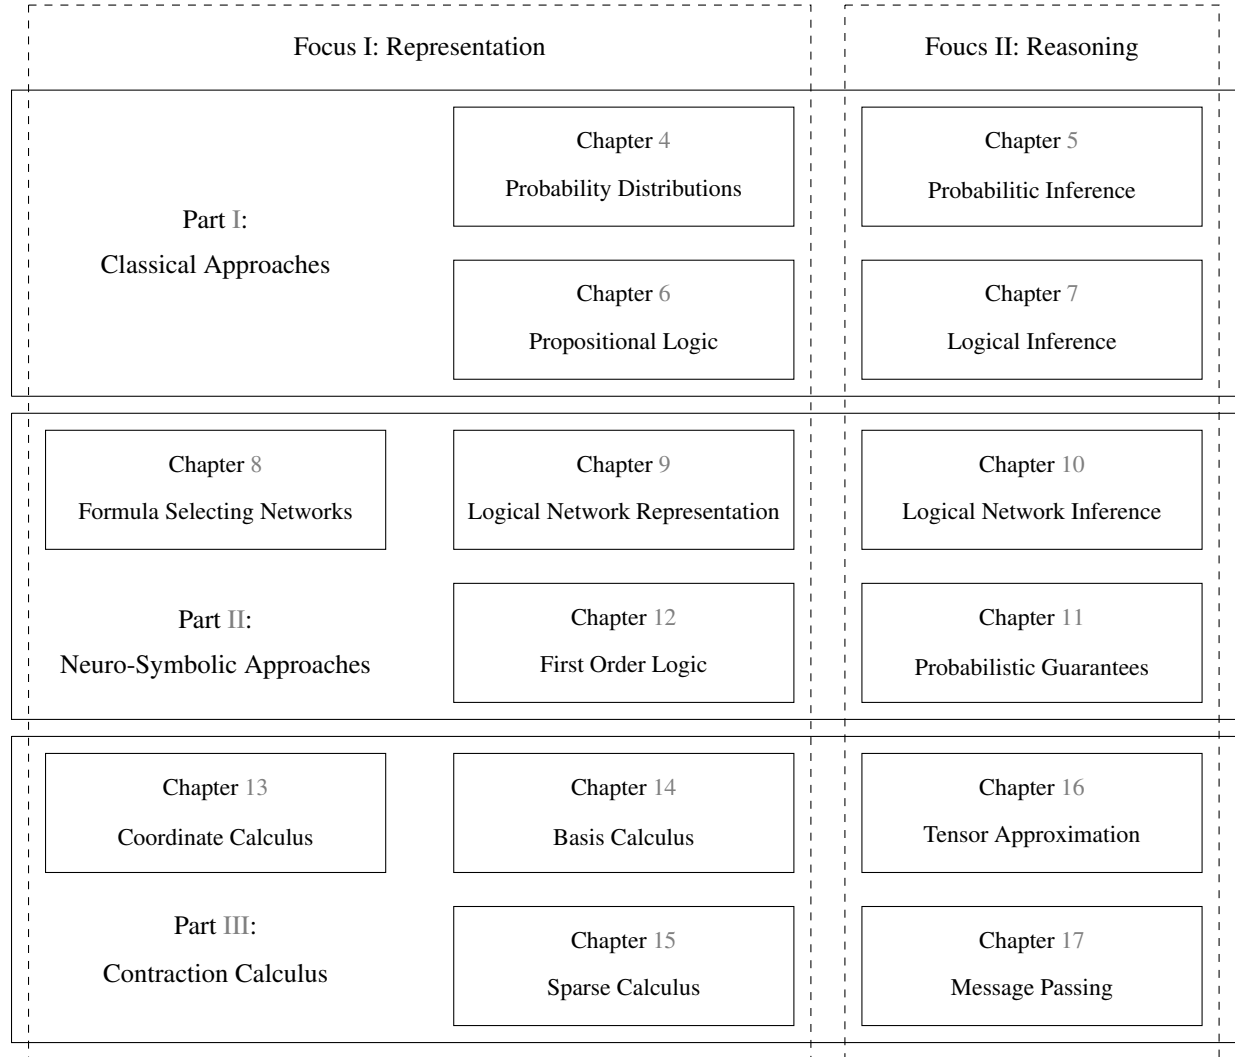 Focus I: Representation
Foucs II: Reasoning
Part I:
Classical Approaches
Chapter 4
Probability Distributions
Chapter 5
Probabilitic Inference
Chapter 6
Propositional Logic
Chapter 7
Logical Inference
Chapter 8
Formula Selecting Networks
Chapter 9
Logical Network Representation
Chapter 10
Logical Network Inference
Part II:
Neuro-Symbolic Approaches
Chapter 12
First Order Logic
Chapter 11
Probabilistic Guarantees
Chapter 13
Coordinate Calculus
Chapter 14
Basis Calculus
Chapter 16
Tensor Approximation
Part III:
Contraction Calculus
Chapter 15
Sparse Calculus
Chapter 17
Message Passing